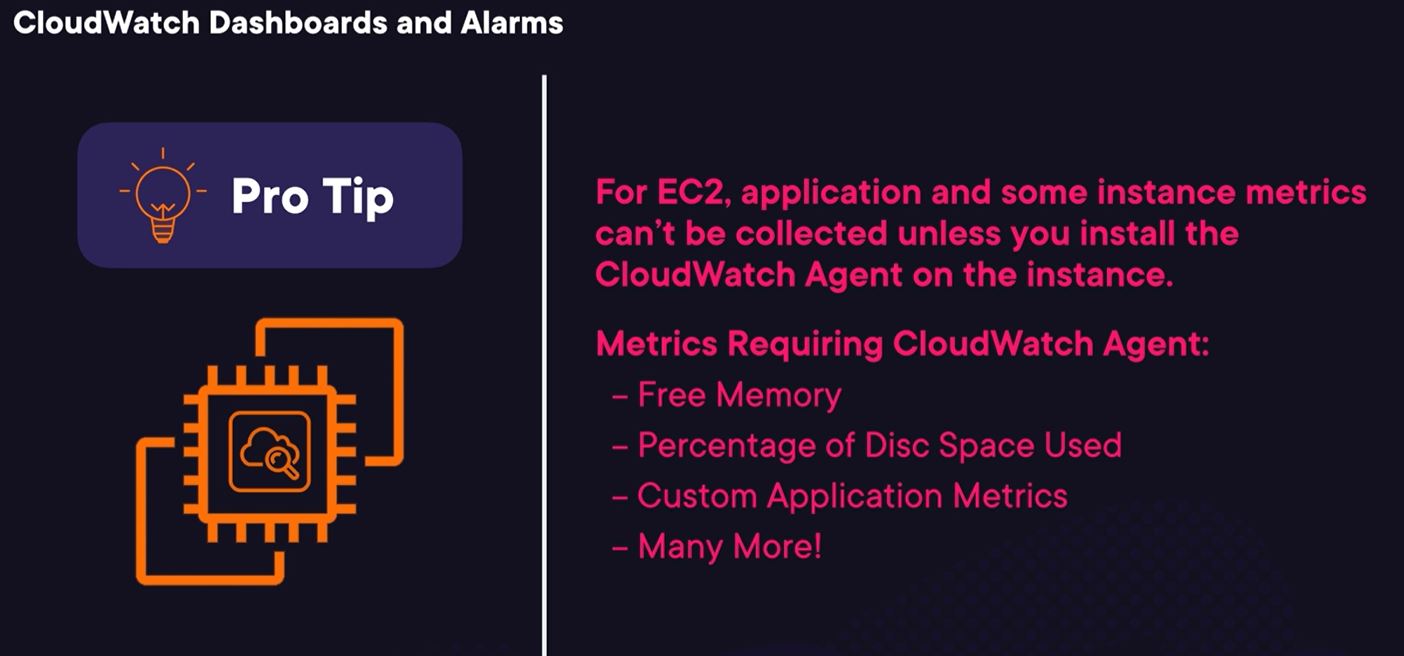 CloudWatch Dashboards and Alarms
Pro Tip
For EC2, application and some instance metrics
can’t be collected unless you install the
CloudWatch Agent on the instance.
Metrics Requiring CloudWatch Agent:
– Free Memory
– Percentage of Disc Space Used
– Custom Application Metrics
– Many More!